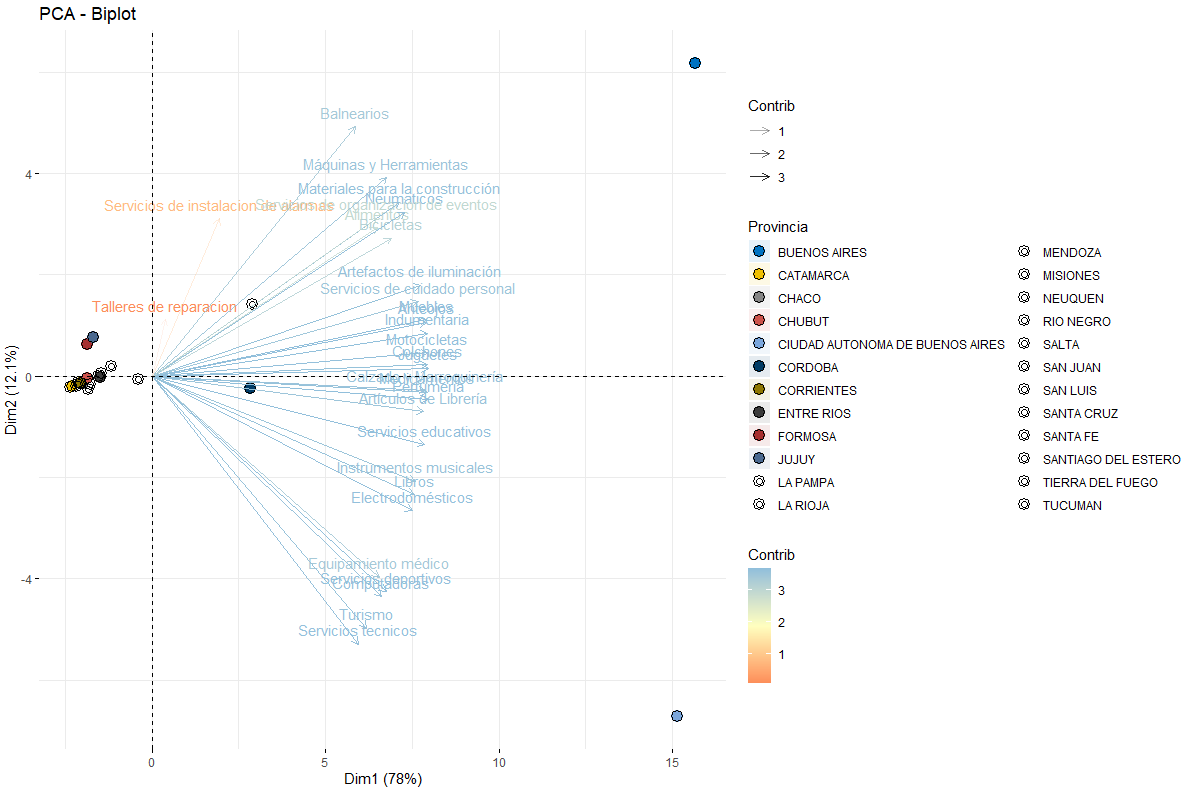 PCA - Biplot
Balnearios
Máquinas y Herramientas
Materiales para la construcción
Neumáticos
Servicios de instalacion de alarmas
Servicios de organización de eventos
Alimentos
Bicicletas
Artefactos de iluminación
Servicios de cuidado personal
Talleres de reparacion
Muebles
Anteojos
Indumentaria
Motocicletas
Colchones
Juguetes
Calzado y Marroquinería
Medicamentos
Perfumería
Artículos de Librería
Servicios educativos
Instrumentos musicales
Libros
Electrodomésticos
Equipamiento médico
Servicios deportivos
Computadoras
Turismo
Servicios tecnicos
4
0
-4
Dim2 (12.1%)
0
5
10
15
Dim1 (78%)
Contrib
1
2
3
Provincia
BUENOS AIRES
CATAMARCA
CHACO
CHUBUT
CIUDAD AUTONOMA DE BUENOS AIRES
CORDOBA
CORRIENTES
ENTRE RIOS
FORMOSA
JUJUY
LA PAMPA
LA RIOJA
MENDOZA
MISIONES
NEUQUEN
RIO NEGRO
SALTA
SAN JUAN
SAN LUIS
SANTA CRUZ
SANTA FE
SANTIAGO DEL ESTERO
TIERRA DEL FUEGO
TUCUMAN
Contrib
3
2
1